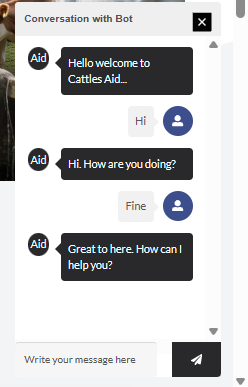 Conversation with Bot
x
Aid
Hello welcome to
Cattles Aid...
Hi
Aid
Hi. How are you doing?
Fine
Aid
Great to here. How can I
help you?
Write your message here